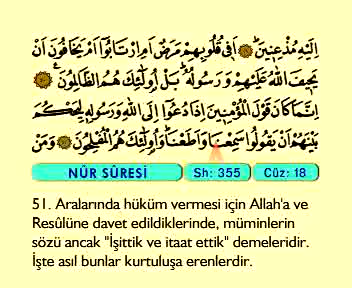 اِلَيْهِ مُذْعِنٖينَ ۞ اَفٖي قُلُوبِهِمْ مَرَضٌ اَمِ ارْتَابُٓوا اَمْ يَخَافُونَ اَنْ
يَحٖيفَ اللّٰهُ عَلَيْهِمْ وَرَسُولُهُؕ بَلْ اُو۬لٰٓئِكَ هُمُ الظَّالِمُونَ ۞
اِنَّمَا كَانَ قَوْلَ الْمُؤْمِنٖينَ اِذَا دُعُٓوا اِلَى اللّٰهِ وَرَسُولِهٖ لِيَحْكُمَ
بَيْنَهُمْ اَنْ يَقُولُوا سَمِعْنَا وَاَطَعْنَاؕ وَاُو۬لٰٓئِكَ هُمُ الْمُفْلِحُونَ ۞ وَمَنْ
NÛR SÛRESİ Sh: 355 Cüz: 18
51. Aralarında hüküm vermesi için Allah'a ve
Resûlüne davet edildiklerinde, müminlerin
sözü ancak "İşittik ve itaat ettik" demeleridir.
İşte asıl bunlar kurtuluşa erenlerdir.